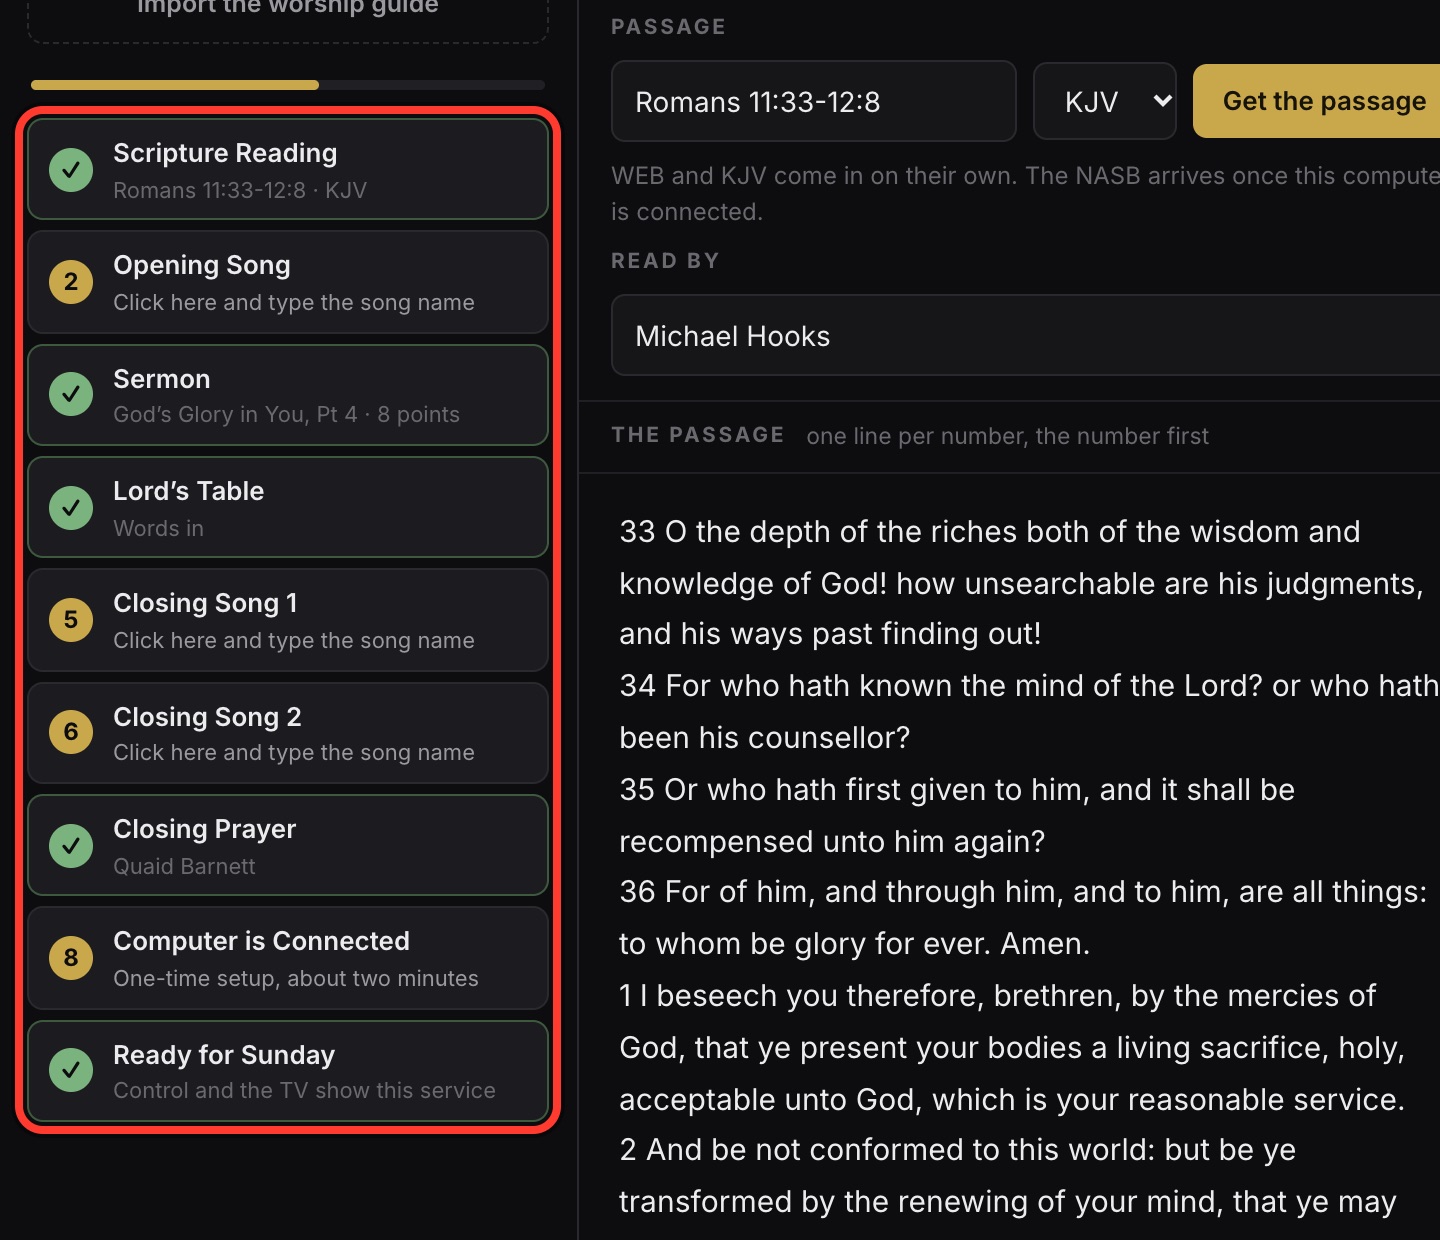 Import the worship guide
Scripture Reading
Romans 11:33-12:8 · KJV
2
Opening Song
Click here and type the song name
Sermon
God’s Glory in You, Pt 4 · 8 points
Lord’s Table
Words in
5
Closing Song 1
Click here and type the song name
6
Closing Song 2
Click here and type the song name
Closing Prayer
Quaid Barnett
8
Computer is Connected
One-time setup, about two minutes
Ready for Sunday
Control and the TV show this service
PASSAGE
Romans 11:33-12:8
KJV
Get the passage
WEB and KJV come in on their own. The NASB arrives once this compute
is connected.
READ BY
Michael Hooks
THE PASSAGE one line per number, the number first
33 O the depth of the riches both of the wisdom and
knowledge of God! how unsearchable are his judgments,
and his ways past finding out!
34 For who hath known the mind of the Lord? or who hath
been his counsellor?
35 Or who hath first given to him, and it shall be
recompensed unto him again?
36 For of him, and through him, and to him, are all things:
to whom be glory for ever. Amen.
1 I beseech you therefore, brethren, by the mercies of
God, that ye present your bodies a living sacrifice, holy,
acceptable unto God, which is your reasonable service.
2 And be not conformed to this world: but be ye
transformed by the renewing of your mind, that ye may